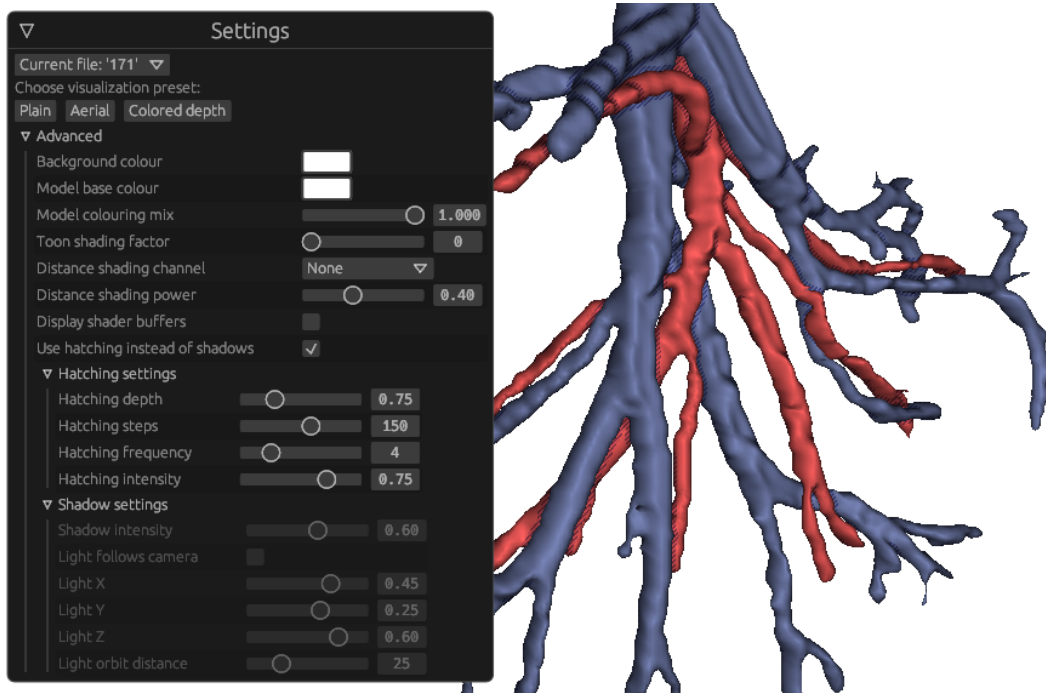 Settings
Current file: '171'
Choose visualization preset:
Plain Aerial Colored depth
Advanced
Background colour
Model base colour
Model colouring mix 1.000
Toon shading factor 0
Distance shading channel None
Distance shading power 0.40
Display shader buffers
Use hatching instead of shadows
Hatching settings
Hatching depth 0.75
Hatching steps 150
Hatching frequency 4
Hatching intensity 0.75
Shadow settings
Shadow intensity 0.60
Light follows camera
Light X 0.45
Light Y 0.25
Light Z 0.60
Light orbit distance 25